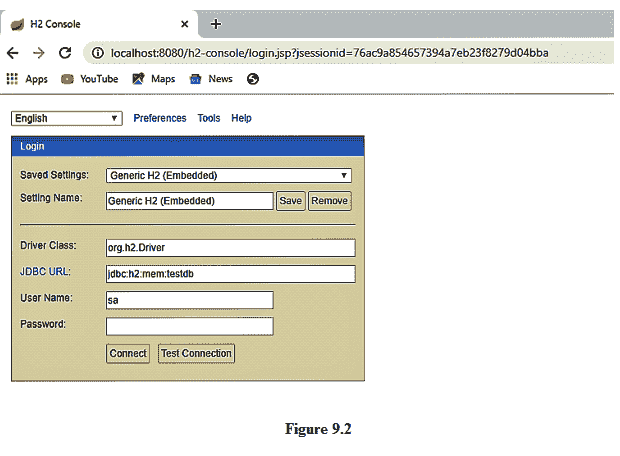 H2 Console
localhost:8080/h2-console/login.jsp?jsessionid=76ac9a854657394a7eb23f8279d04bba
Apps YouTube Maps News
English Preferences Tools Help
Login
Saved Settings: Generic H2 (Embedded)
Setting Name: Generic H2 (Embedded) Save Remove
Driver Class: org.h2.Driver
JDBC URL: jdbc:h2:mem:testdb
User Name: sa
Password:
Connect Test Connection
Figure 9.2